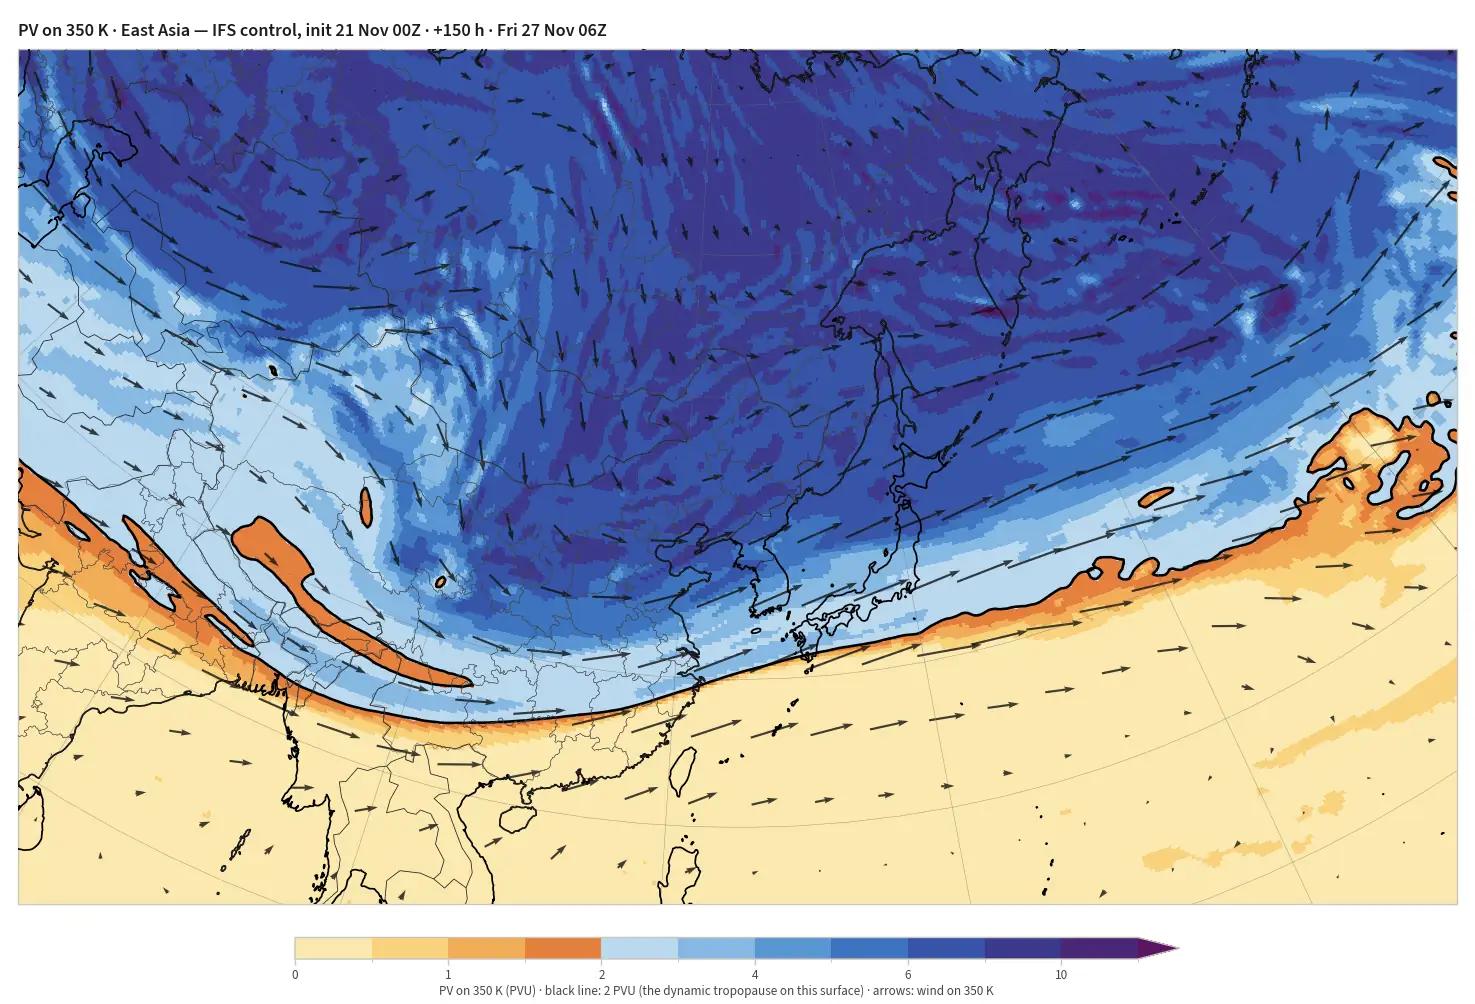 PV on 350 K · East Asia — IFS control, init 21 Nov 00Z · +150 h · Fri 27 Nov 06Z
0 1 2 4 6 10
PV on 350 K (PVU) · black line: 2 PVU (the dynamic tropopause on this surface) · arrows: wind on 350 K